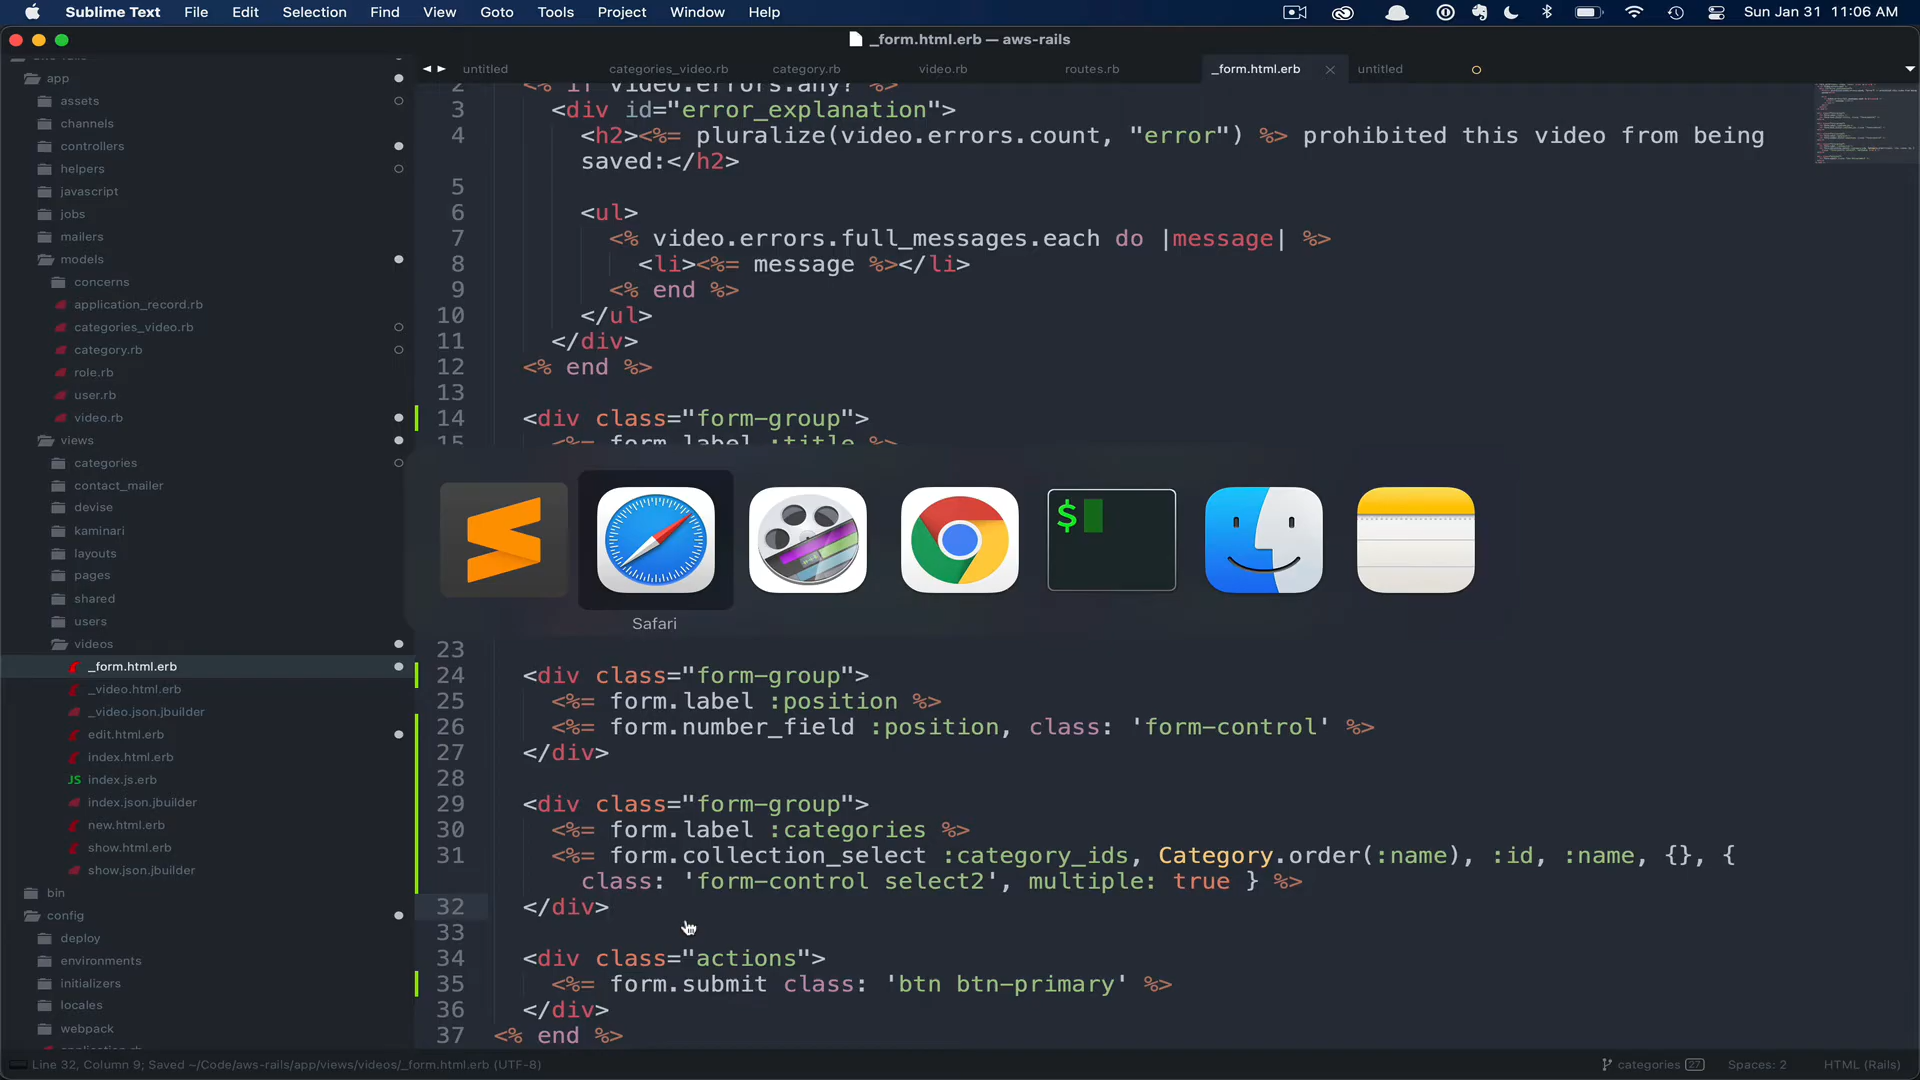 Sublime Text File Edit Selection Find View Goto Tools Project Window Help Sun Jan 31 11:06 AM
_form.html.erb — aws-rails
untitled categories_video.rb category.rb video.rb routes.rb _form.html.erb untitled
app
assets
channels
controllers
helpers
javascript
jobs
mailers
models
concerns
application_record.rb
categories_video.rb
category.rb
role.rb
user.rb
video.rb
views
categories
contact_mailer
devise
kaminari
layouts
pages
shared
users
videos
_form.html.erb
_video.html.erb
_video.json.jbuilder
edit.html.erb
index.html.erb
JS index.js.erb
index.json.jbuilder
new.html.erb
show.html.erb
show.json.jbuilder
bin
config
deploy
environments
initializers
locales
webpack
2 <% if video.errors.any? %>
3 <div id="error_explanation">
4 <h2><%= pluralize(video.errors.count, "error") %> prohibited this video from being
saved:</h2>
5
6 <ul>
7 <% video.errors.full_messages.each do |message| %>
8 <li><%= message %></li>
9 <% end %>
10 </ul>
11 </div>
12 <% end %>
13
14 <div class="form-group">
15 <%= form.label :title %>
$
Safari
23
24 <div class="form-group">
25 <%= form.label :position %>
26 <%= form.number_field :position, class: 'form-control' %>
27 </div>
28
29 <div class="form-group">
30 <%= form.label :categories %>
31 <%= form.collection_select :category_ids, Category.order(:name), :id, :name, {}, {
class: 'form-control select2', multiple: true } %>
32 </div>
33
34 <div class="actions">
35 <%= form.submit class: 'btn btn-primary' %>
36 </div>
37 <% end %>
Line 32, Column 9; Saved ~/Code/aws-rails/app/views/videos/_form.html.erb (UTF-8) categories 27 Spaces: 2 HTML (Rails)